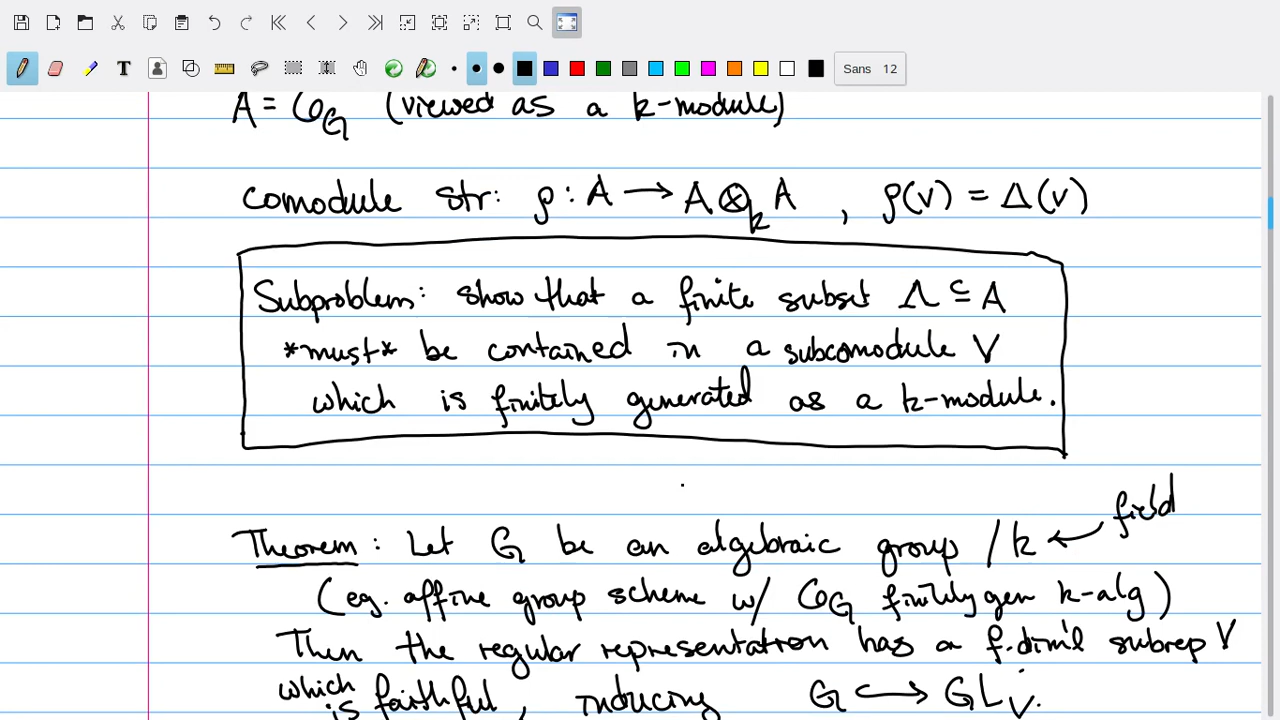 Sans 12
A = O_G (viewed as a k-module)
comodule str: ρ : A → A ⊗_k A , ρ(v) = Δ(v)
Subproblem: show that a finite subset Λ ⊆ A
*must* be contained in a subcomodule V
which is finitely generated as a k-module.
Theorem: Let G be an algebraic group /k ← field
(eg. affine group scheme w/ O_G finitely gen k-alg)
Then the regular representation has a f.dim'l subrep V
which is faithful, inducing G ↪ GL_V.